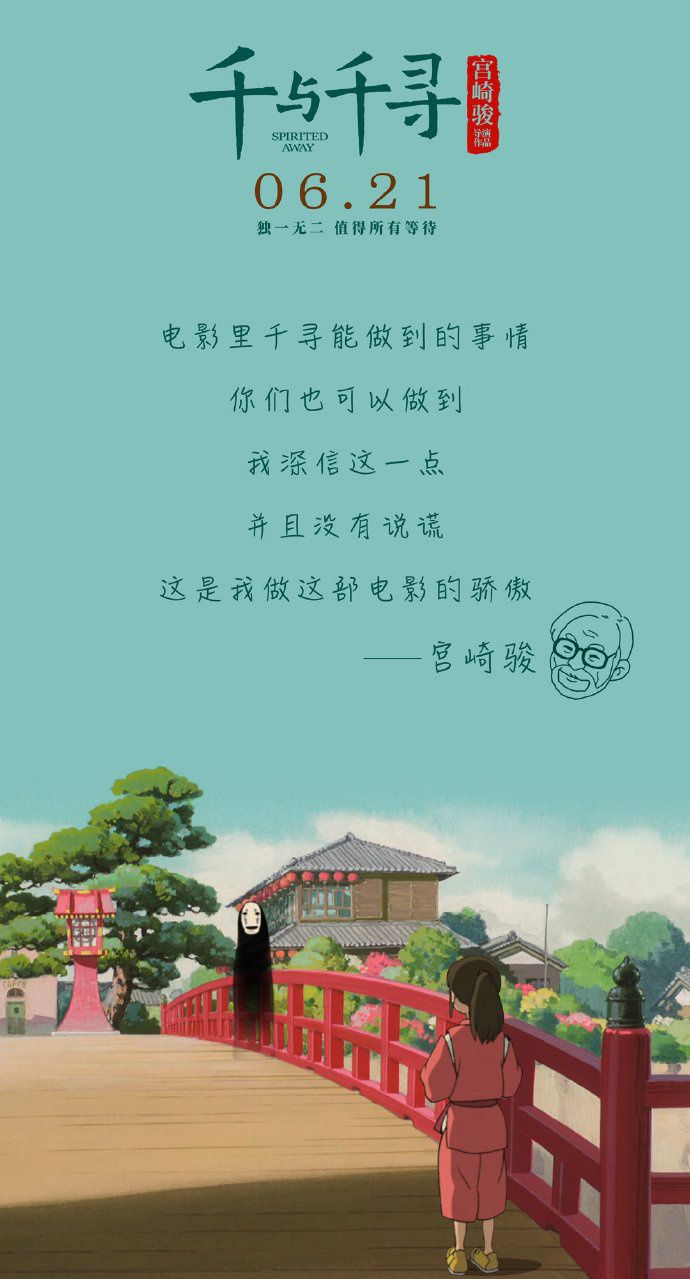 千与千寻
SPIRITED
AWAY
宫崎骏
导演
作品
06.21
独一无二 值得所有等待
电影里千寻能做到的事情
你们也可以做到
我深信这一点
并且没有说谎
这是我做这部电影的骄傲
——宫崎骏
CAFFE